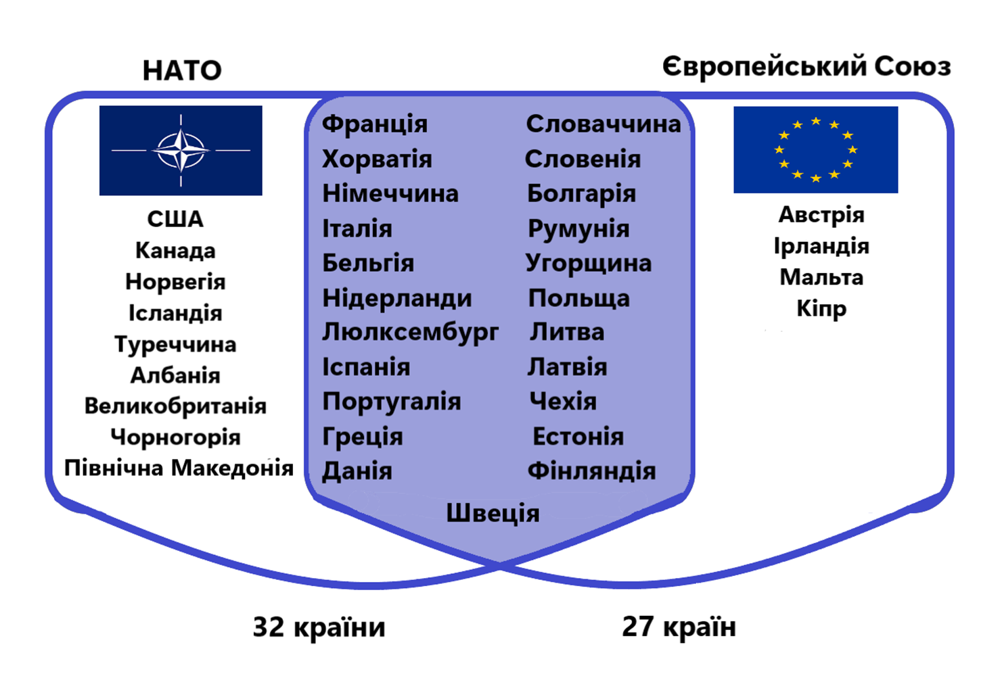 НАТО
Європейський Союз
США
Канада
Норвегія
Ісландія
Туреччина
Албанія
Великобританія
Чорногорія
Північна Македонія
Франція
Хорватія
Німеччина
Італія
Бельгія
Нідерланди
Люлксембург
Іспанія
Португалія
Греція
Данія
Словаччина
Словенія
Болгарія
Румунія
Угорщина
Польща
Литва
Латвія
Чехія
Естонія
Фінляндія
Швеція
Австрія
Ірландія
Мальта
Кіпр
32 країни
27 країн